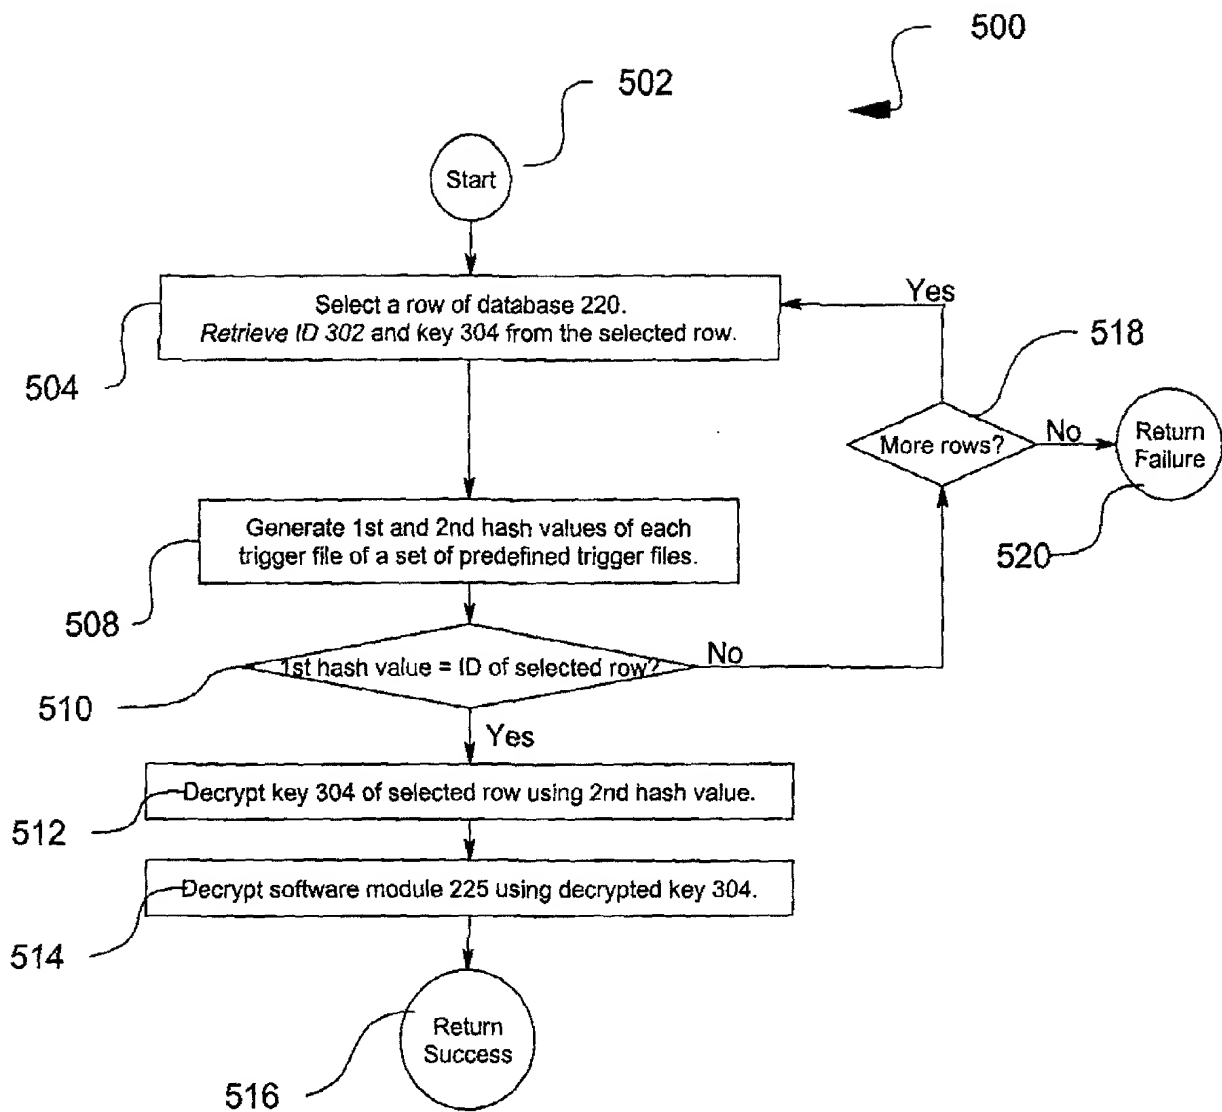 500
502
Start
Select a row of database 220.
Retrieve ID 302 and key 304 from the selected row.
504
Yes
518
More rows?
No
Return
Failure
520
Generate 1st and 2nd hash values of each
trigger file of a set of predefined trigger files.
508
1st hash value = ID of selected row?
No
510
Yes
Decrypt key 304 of selected row using 2nd hash value.
512
Decrypt software module 225 using decrypted key 304.
514
Return
Success
516